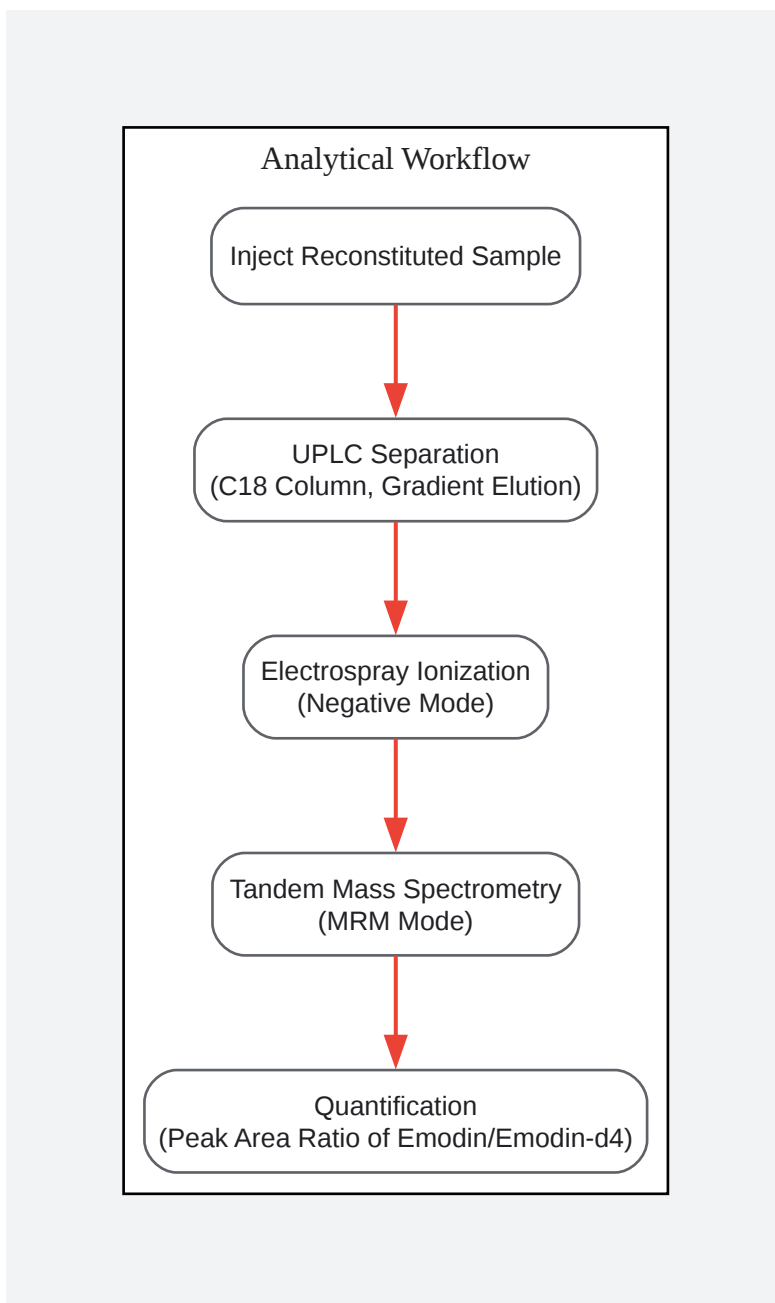 Analytical Workflow
Inject Reconstituted Sample
UPLC Separation
(C18 Column, Gradient Elution)
Electrospray Ionization
(Negative Mode)
Tandem Mass Spectrometry
(MRM Mode)
Quantification
(Peak Area Ratio of Emodin/Emodin-d4)